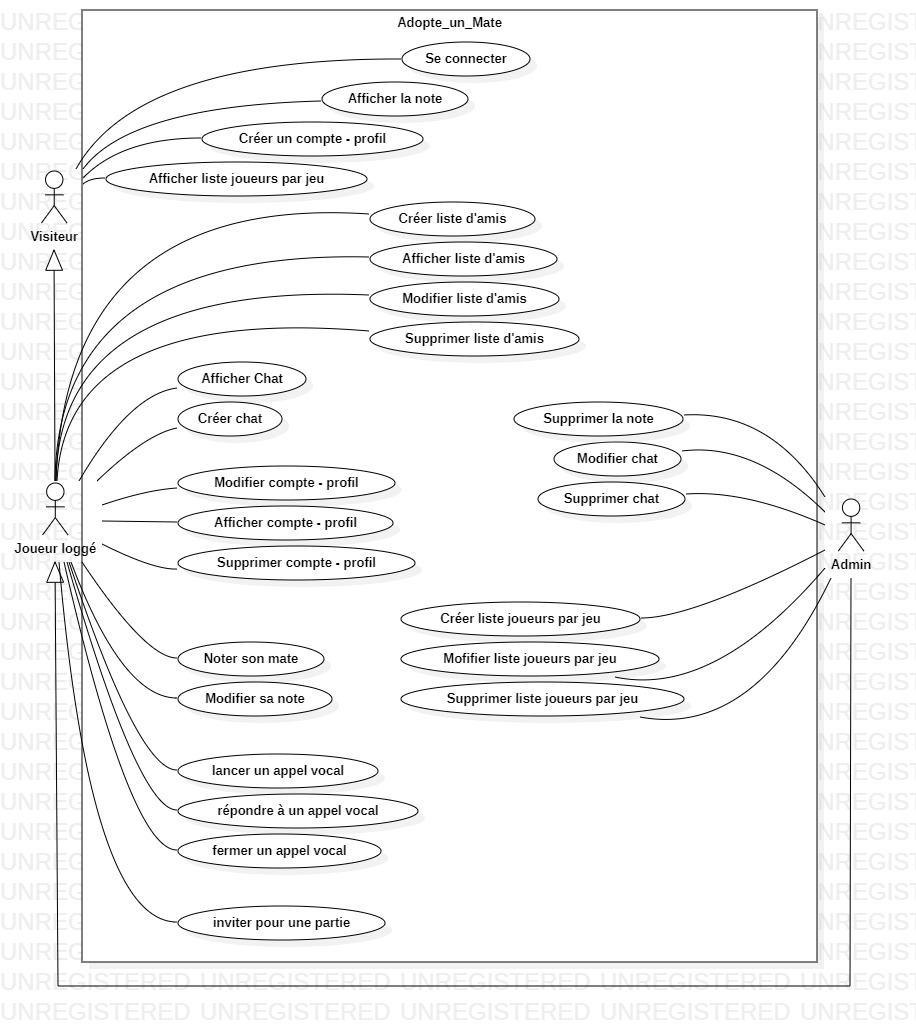 Adopte_un_Mate
Se connecter
Afficher la note
Créer un compte - profil
Afficher liste joueurs par jeu
Visiteur
Créer liste d'amis
Afficher liste d'amis
Modifier liste d'amis
Supprimer liste d'amis
Afficher Chat
Créer chat
Supprimer la note
Modifier chat
Supprimer chat
Modifier compte - profil
Afficher compte - profil
Supprimer compte - profil
Joueur loggé
Admin
Créer liste joueurs par jeu
Mofifier liste joueurs par jeu
Supprimer liste joueurs par jeu
Noter son mate
Modifier sa note
lancer un appel vocal
répondre à un appel vocal
fermer un appel vocal
inviter pour une partie
UNREGISTERED UNREGISTERED UNREGISTERED UNREGISTERED UNREGIST
UNREGISTERED UNREGISTERED UNREGISTERED UNREGISTERED UNREGIST